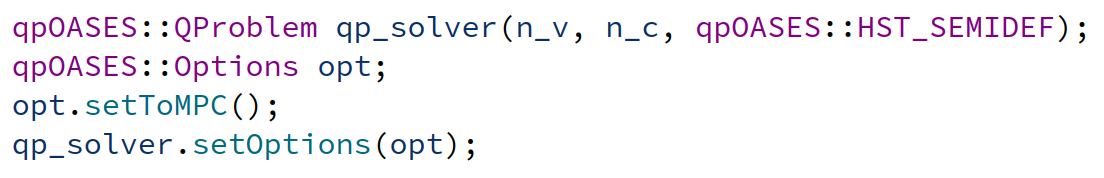 qpOASES::QProblem qp_solver(n_v, n_c, qpOASES::HST_SEMIDEF);
qpOASES::Options opt;
opt.setToMPC();
qp_solver.setOptions(opt);